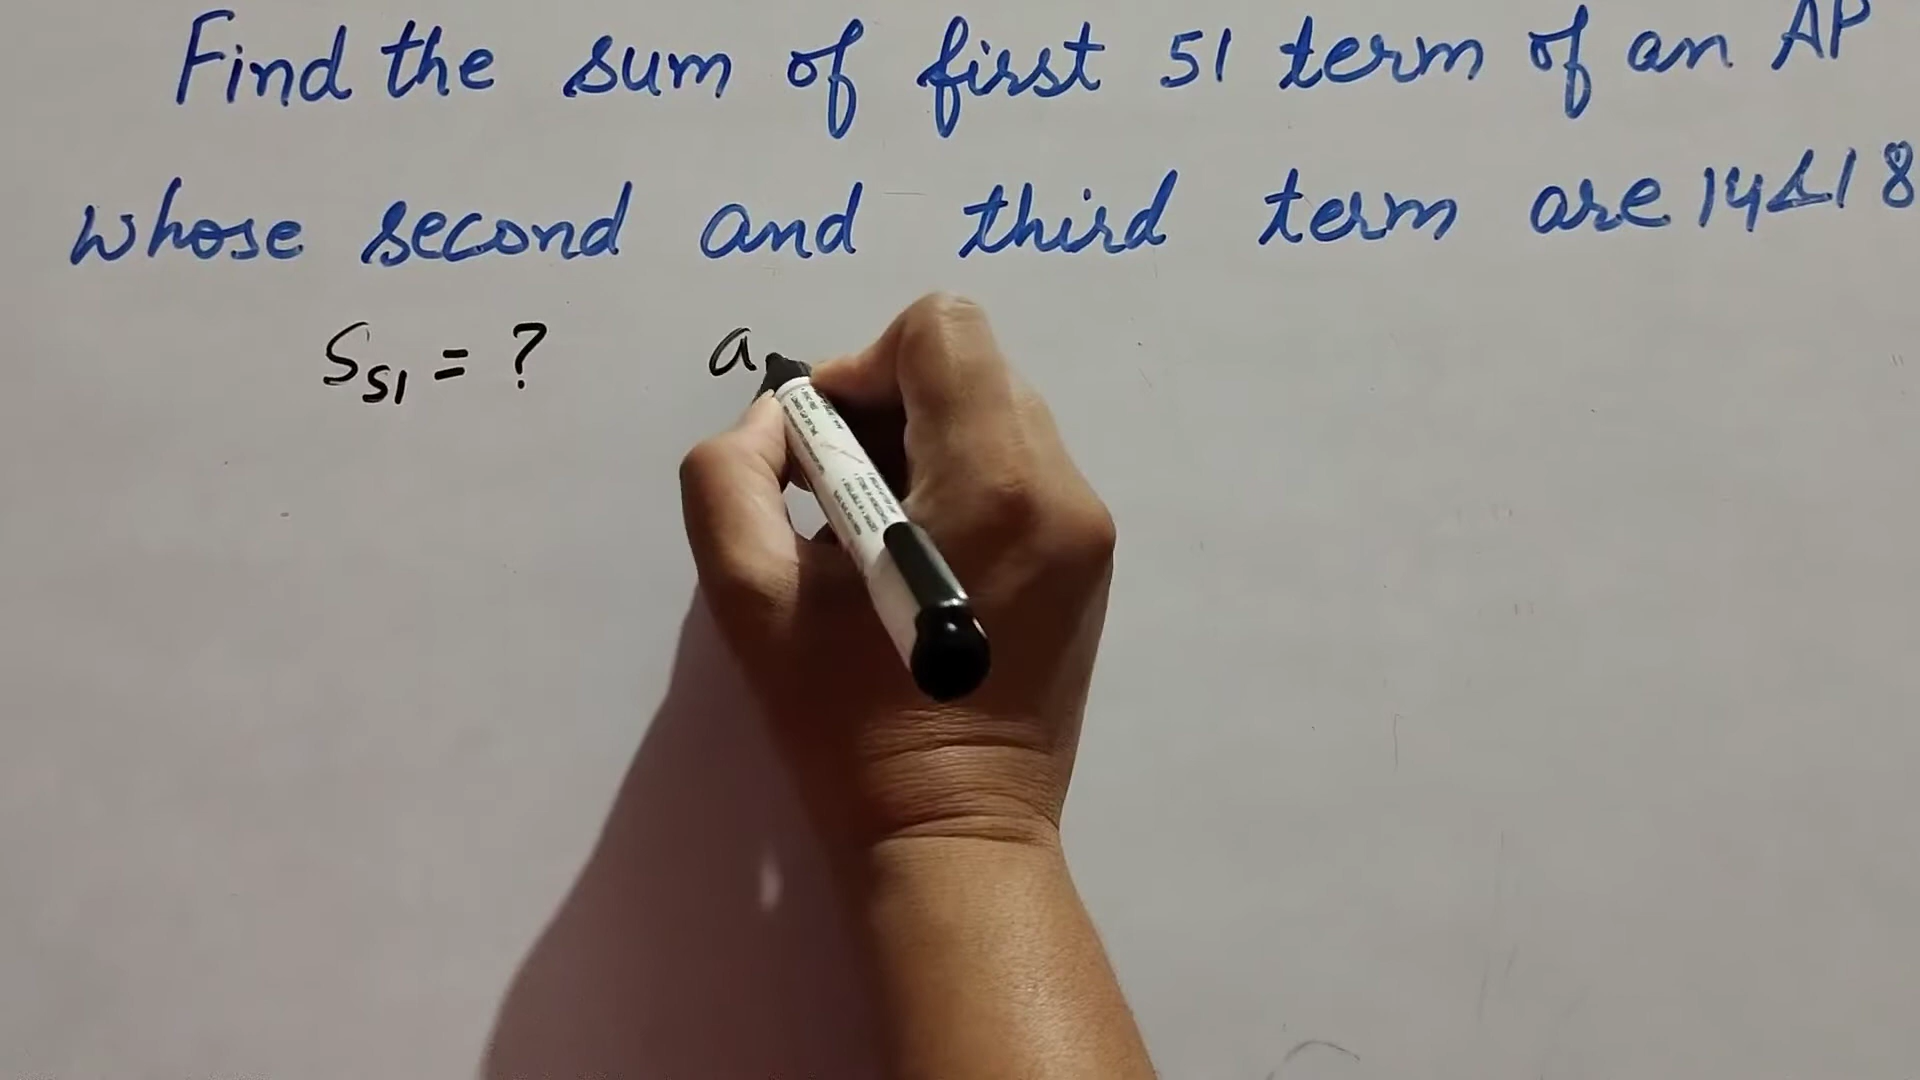 Find the sum of first 51 term of an AP
whose second and third term are 14 & 18
S51 = ? a